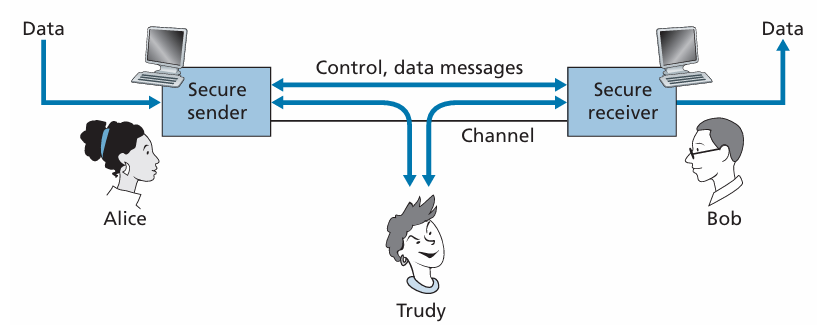 Data
Data
Control, data messages
Secure
sender
Secure
receiver
Channel
Alice
Bob
Trudy